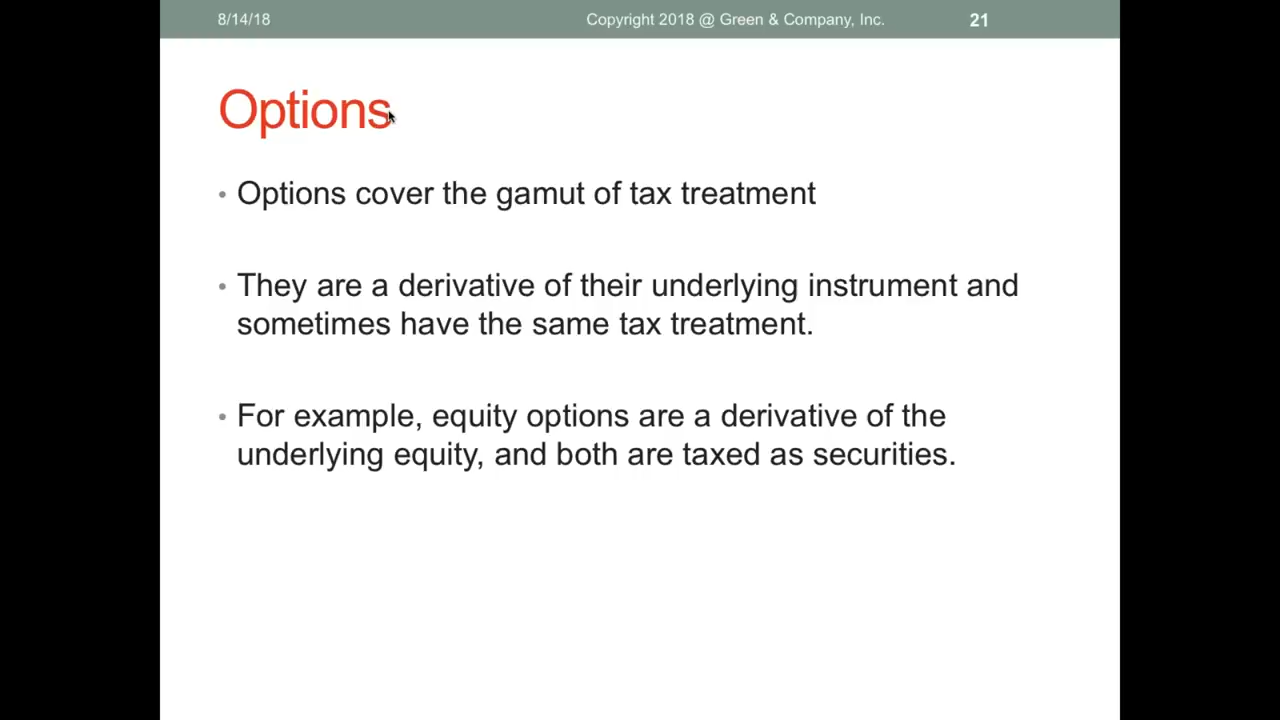 8/14/18 Copyright 2018 @ Green & Company, Inc. 21
Options
• Options cover the gamut of tax treatment
• They are a derivative of their underlying instrument and
sometimes have the same tax treatment.
• For example, equity options are a derivative of the
underlying equity, and both are taxed as securities.